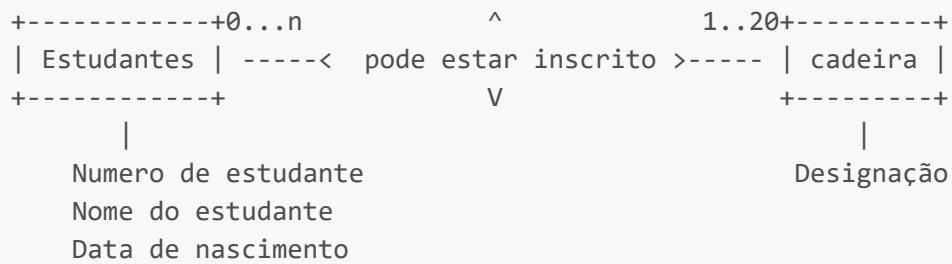 +------------+0...n            ^             1..20+---------+
| Estudantes | -----<  pode estar inscrito >----- | cadeira |
+------------+                 V                  +---------+
       |                                               |
    Numero de estudante                            Designação
    Nome do estudante
    Data de nascimento